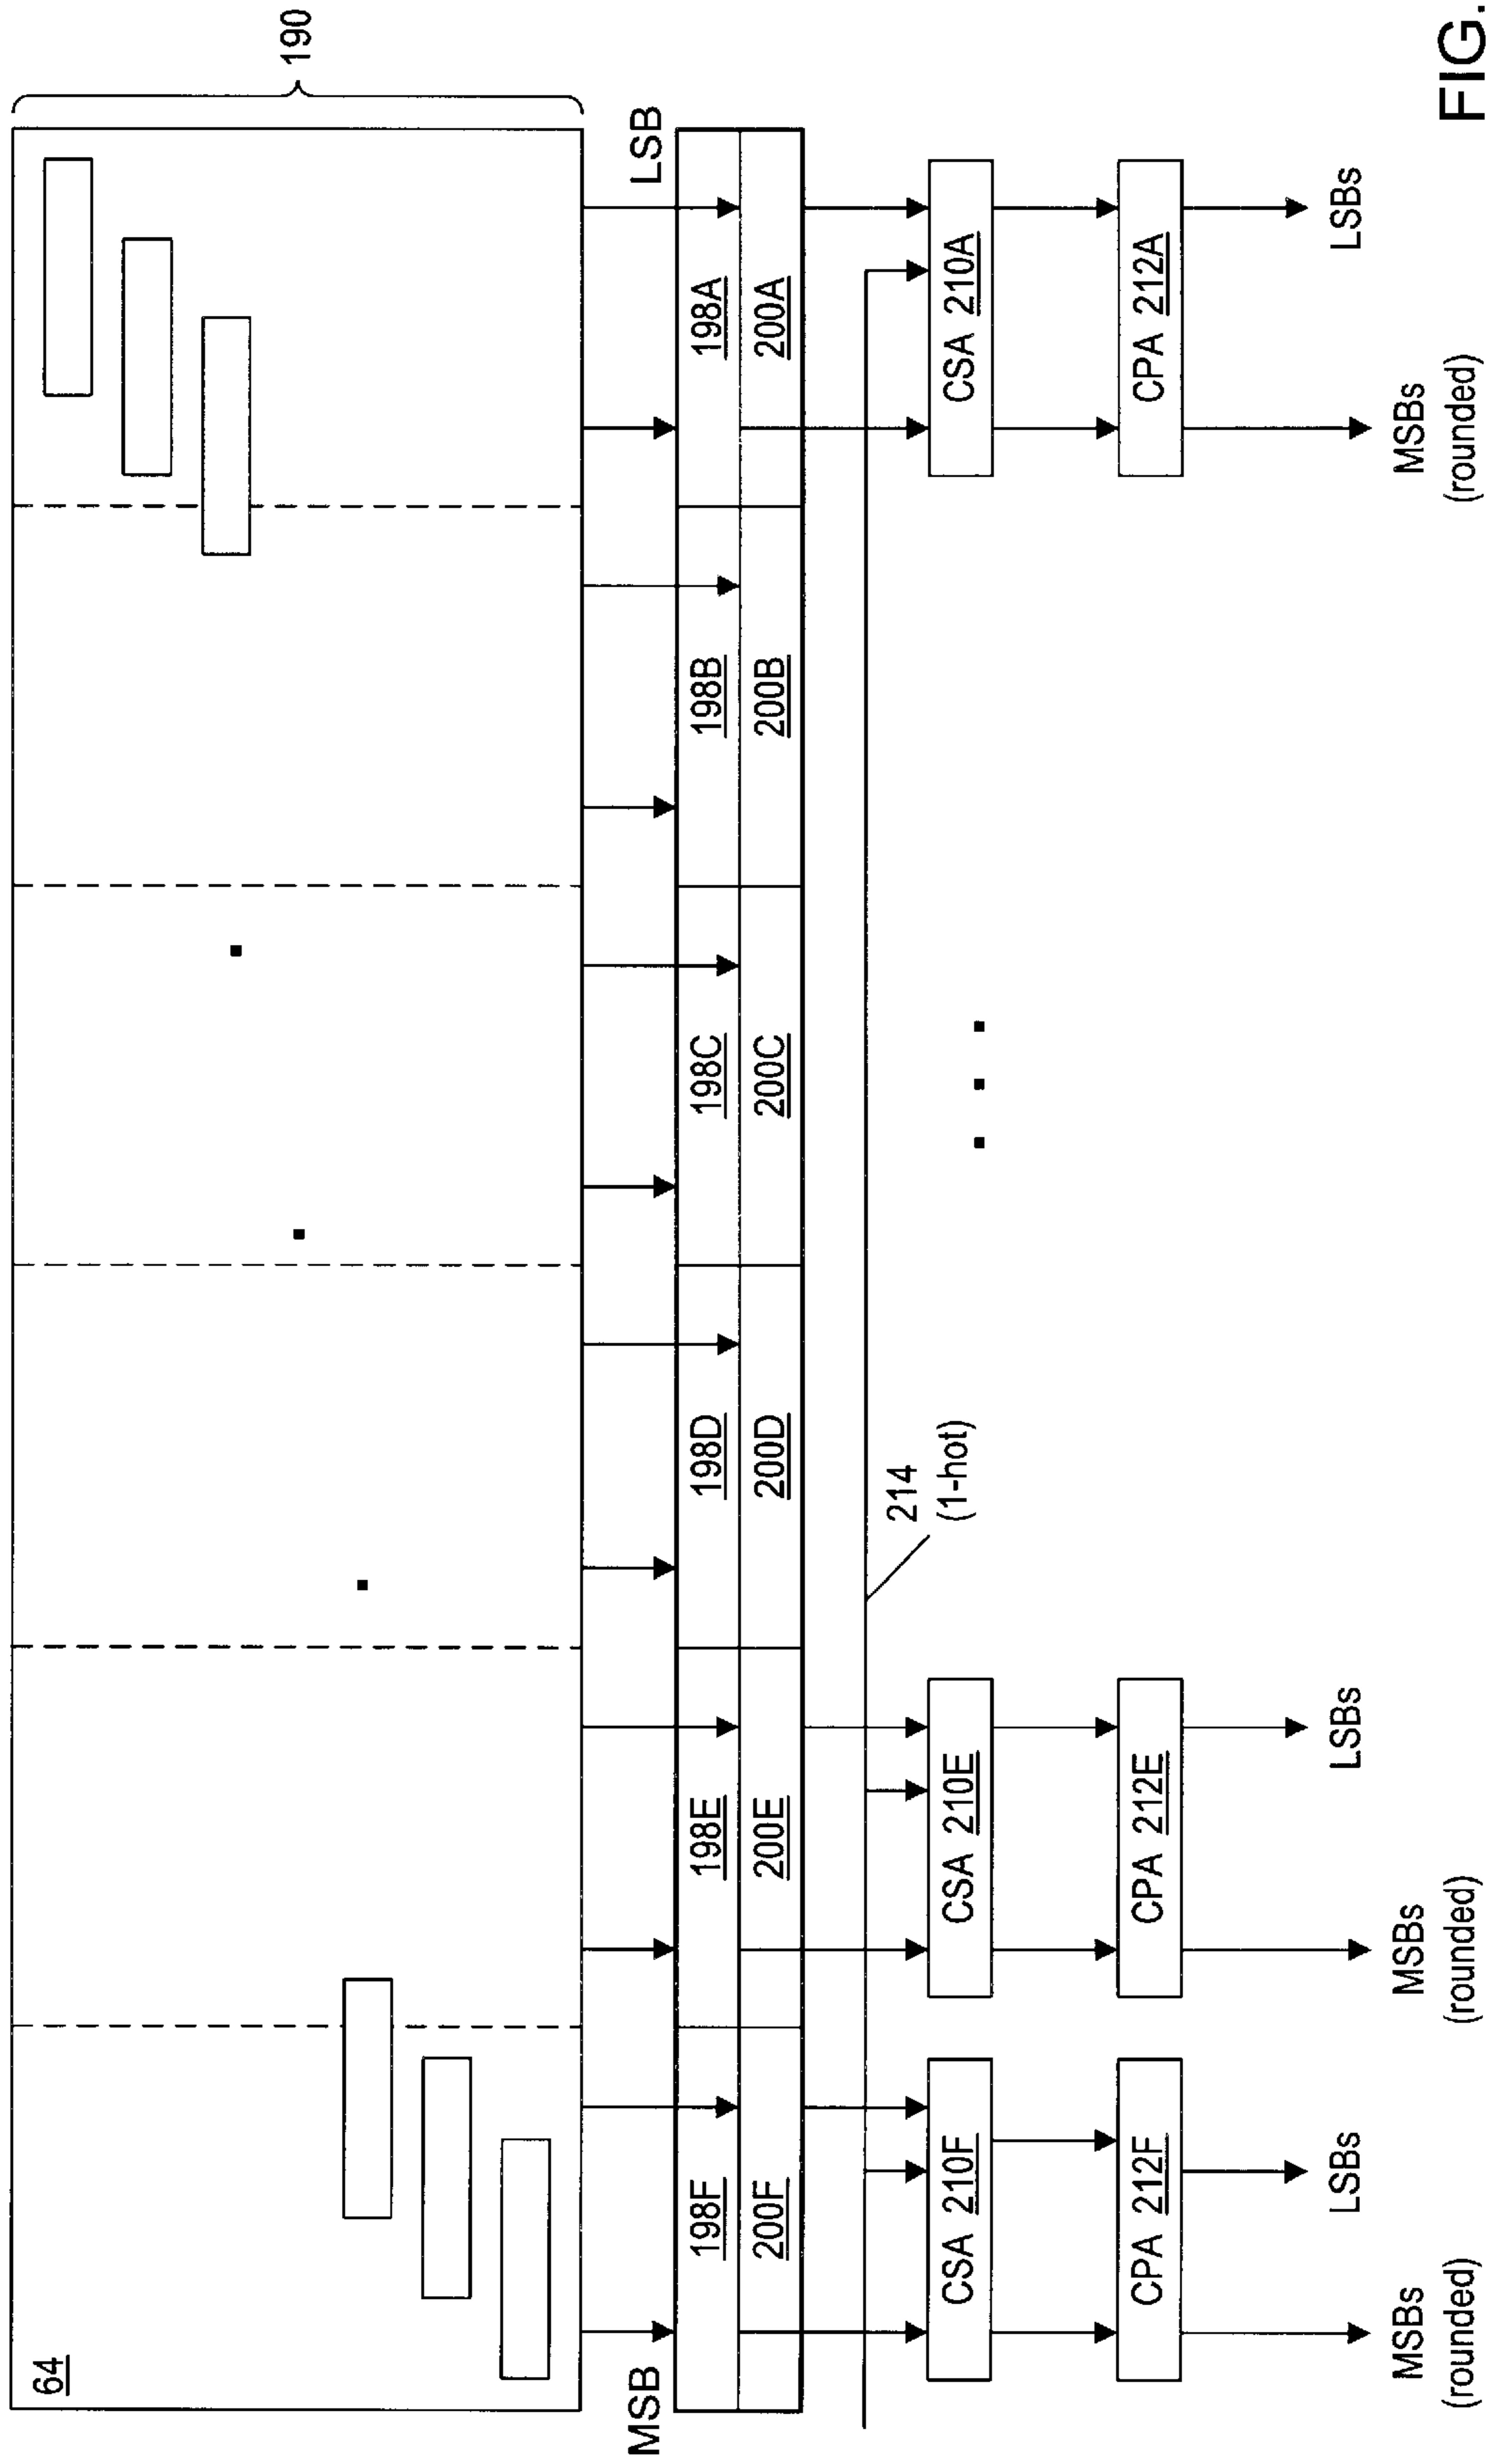 64
190
MSB
LSB
198F
198E
198D
198C
198B
198A
200F
200E
200D
200C
200B
200A
214
(1-hot)
CSA 210F
CSA 210E
CSA 210A
CPA 212F
CPA 212E
CPA 212A
LSBs
LSBs
LSBs
MSBs
(rounded)
MSBs
(rounded)
MSBs
(rounded)
FIG.